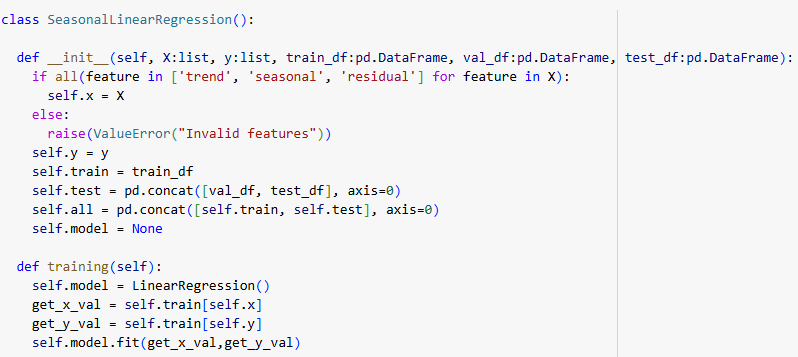 class SeasonalLinearRegression():
def __init__(self, X:list, y:list, train_df:pd.DataFrame, val_df:pd.DataFrame, test_df:pd.DataFrame):
if all(feature in ['trend', 'seasonal', 'residual'] for feature in X):
self.x = X
else:
raise(ValueError("Invalid features"))
self.y = y
self.train = train_df
self.test = pd.concat([val_df, test_df], axis=0)
self.all = pd.concat([self.train, self.test], axis=0)
self.model = None
def training(self):
self.model = LinearRegression()
get_x_val = self.train[self.x]
get_y_val = self.train[self.y]
self.model.fit(get_x_val,get_y_val)